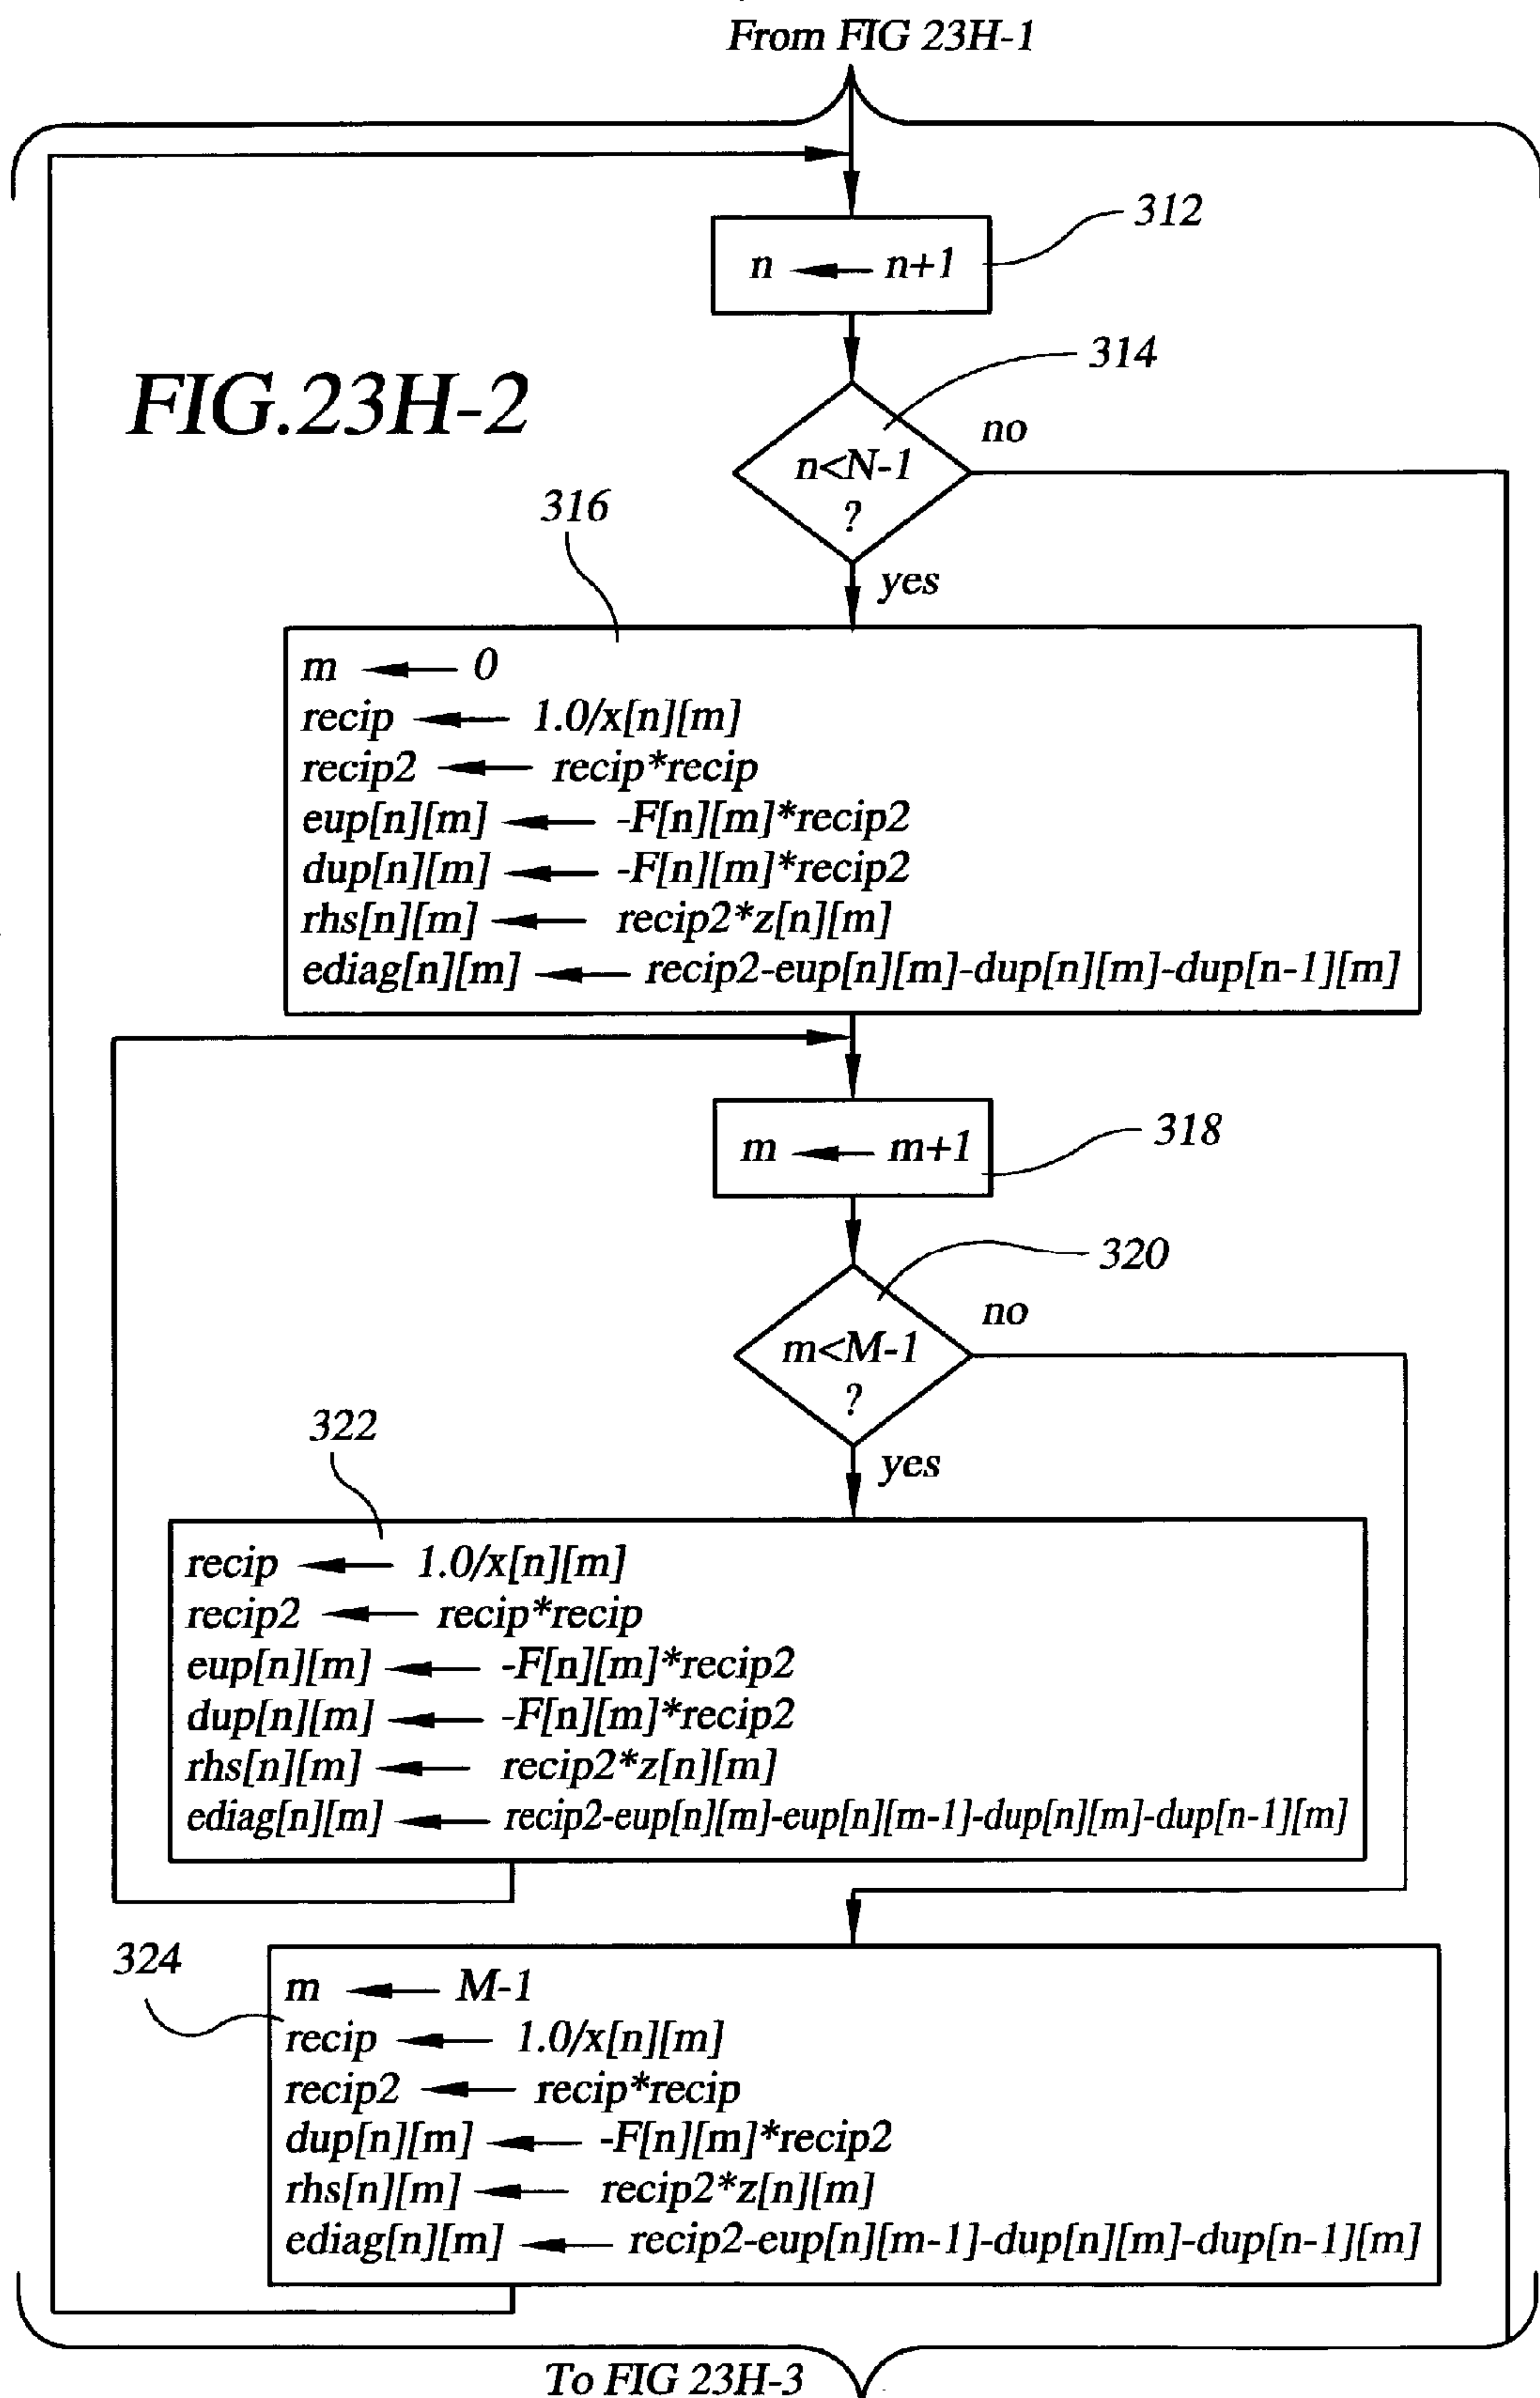 From FIG 23H-1
312
n ← n+1
314
FIG.23H-2
no
n<N-1
?
316
yes
m ← 0
recip ← 1.0/x[n][m]
recip2 ← recip*recip
eup[n][m] ← -F[n][m]*recip2
dup[n][m] ← -F[n][m]*recip2
rhs[n][m] ← recip2*z[n][m]
ediag[n][m] ← recip2-eup[n][m]-dup[n][m]-dup[n-1][m]
318
m ← m+1
320
no
m<M-1
?
322
yes
recip ← 1.0/x[n][m]
recip2 ← recip*recip
eup[n][m] ← -F[n][m]*recip2
dup[n][m] ← -F[n][m]*recip2
rhs[n][m] ← recip2*z[n][m]
ediag[n][m] ← recip2-eup[n][m]-eup[n][m-1]-dup[n][m]-dup[n-1][m]
324
m ← M-1
recip ← 1.0/x[n][m]
recip2 ← recip*recip
dup[n][m] ← -F[n][m]*recip2
rhs[n][m] ← recip2*z[n][m]
ediag[n][m] ← recip2-eup[n][m-1]-dup[n][m]-dup[n-1][m]
To FIG 23H-3